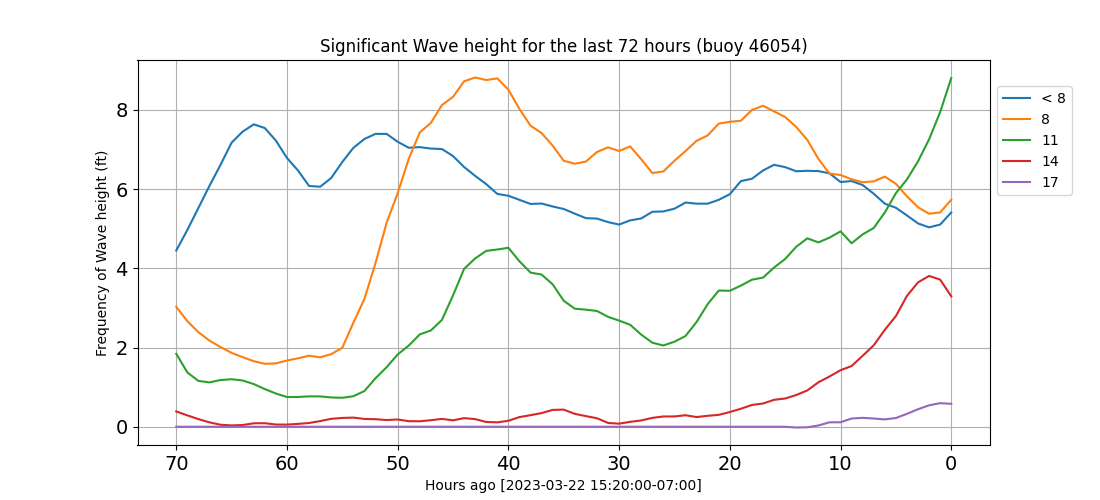 Significant Wave height for the last 72 hours (buoy 46054)
Frequency of Wave height (ft)
8
6
4
2
0
70 60 50 40 30 20 10 0
Hours ago [2023-03-22 15:20:00-07:00]
< 8
8
11
14
17